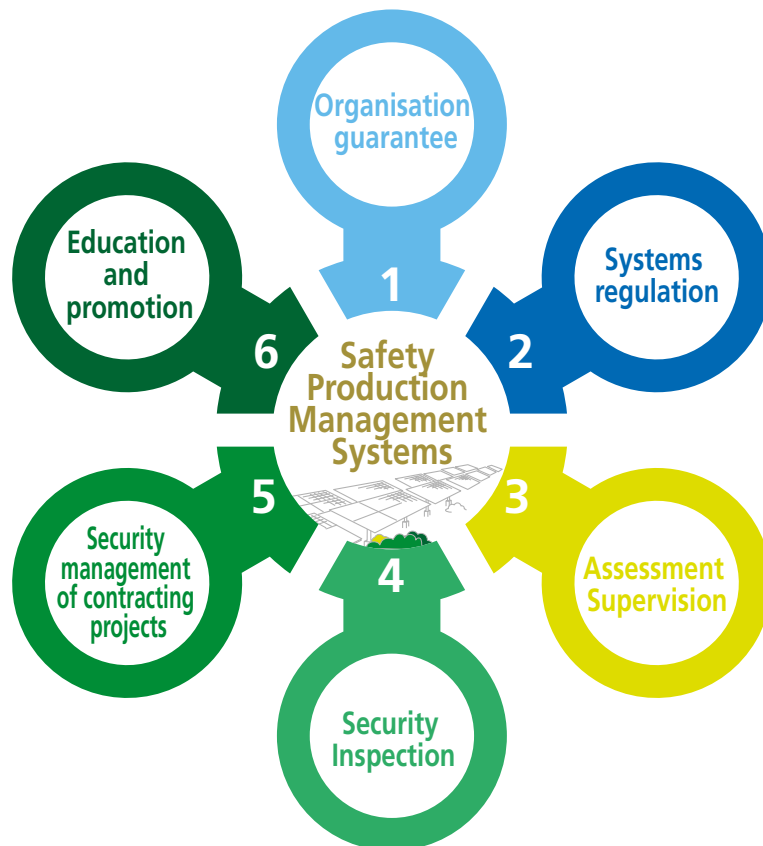 Organisation
guarantee
1
Systems
regulation
2
Assessment
Supervision
3
Security
Inspection
4
Security
management
of contracting
projects
5
Education
and
promotion
6
Safety
Production
Management
Systems